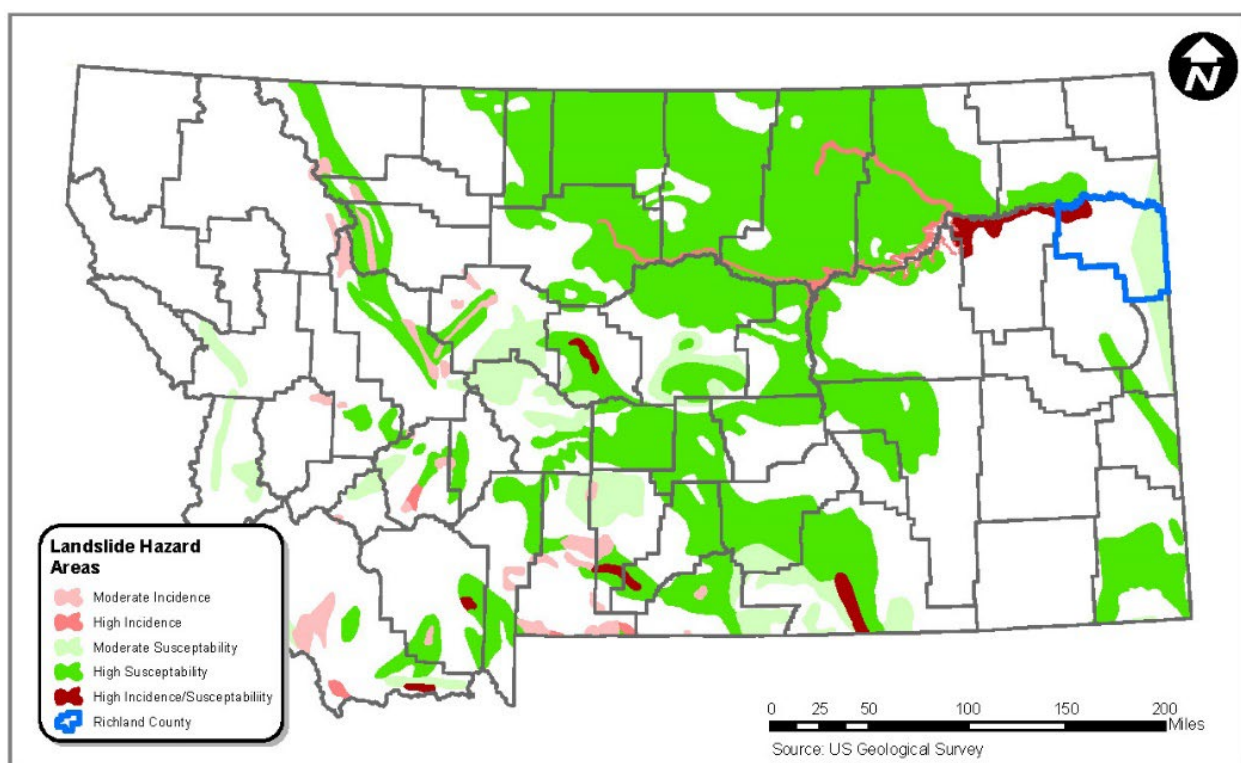 N
Landslide Hazard
Areas
Moderate Incidence
High Incidence
Moderate Susceptability
High Susceptability
High Incidence/Susceptability
Richland County
0 25 50 100 150 200
Miles
Source: US Geological Survey